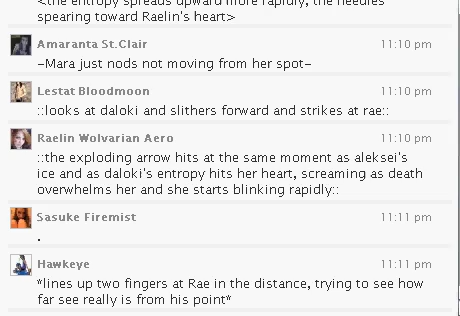 <the entropy spreads upward more rapidly, the needles
spearing toward Raelin's heart>
Amaranta St.Clair 11:10 pm
~Mara just nods not moving from her spot~
Lestat Bloodmoon 11:10 pm
::looks at daloki and slithers forward and strikes at rae::
Raelin Wolvarian Aero 11:10 pm
::the exploding arrow hits at the same moment as aleksei's
ice and as daloki's entropy hits her heart, screaming as death
overwhelms her and she starts blinking rapidly::
Sasuke Firemist 11:11 pm
.
Hawkeye 11:11 pm
*lines up two fingers at Rae in the distance, trying to see how
far see really is from his point*